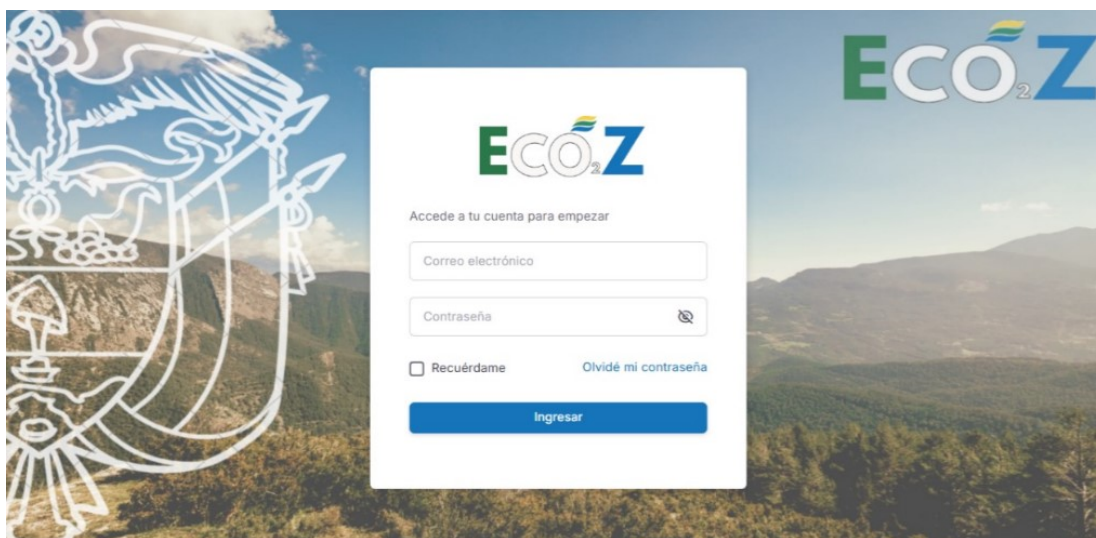 ECO2Z
ECO2Z
Accede a tu cuenta para empezar
Correo electrónico
Contraseña
Recuérdame
Olvidé mi contraseña
Ingresar